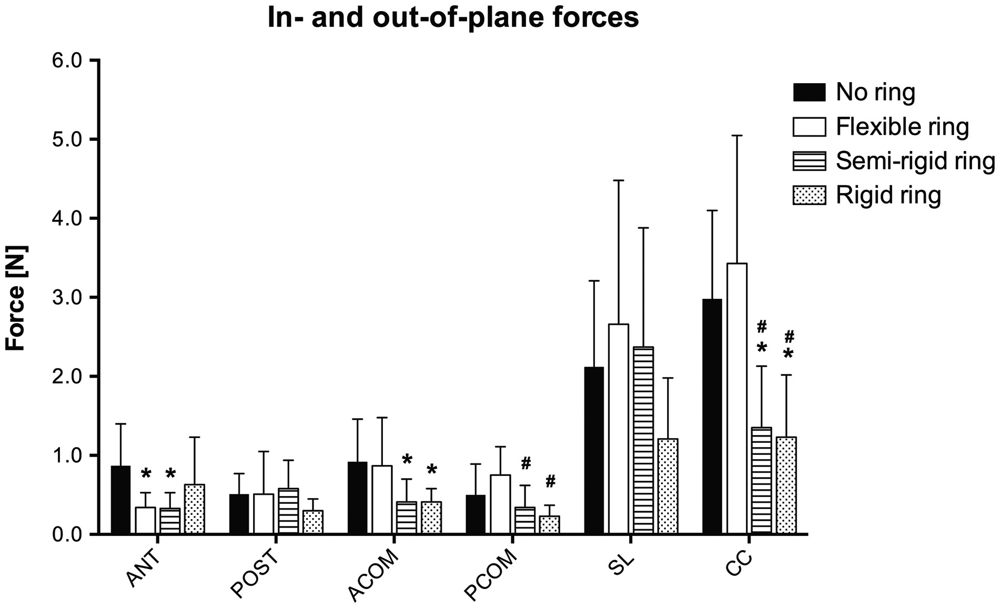 In- and out-of-plane forces
Force [N]
6.0
5.0
4.0
3.0
2.0
1.0
0.0
No ring
Flexible ring
Semi-rigid ring
Rigid ring
* *
* *
# #
# #
* *
ANT POST ACOM PCOM SL CC